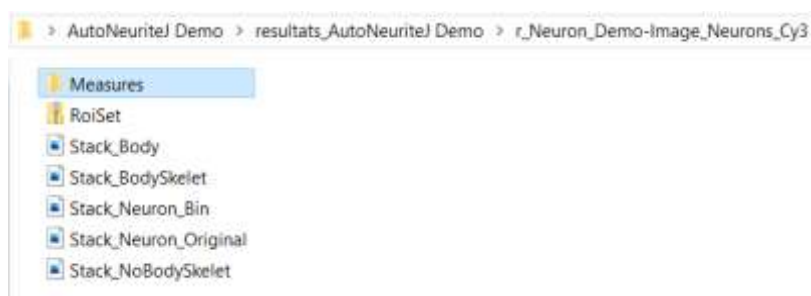 > AutoNeuriteJ Demo > resultats_AutoNeuriteJ Demo > r_Neuron_Demo-Image_Neurons_Cy3
Measures
RoiSet
Stack_Body
Stack_BodySkelet
Stack_Neuron_Bin
Stack_Neuron_Original
Stack_NoBodySkelet